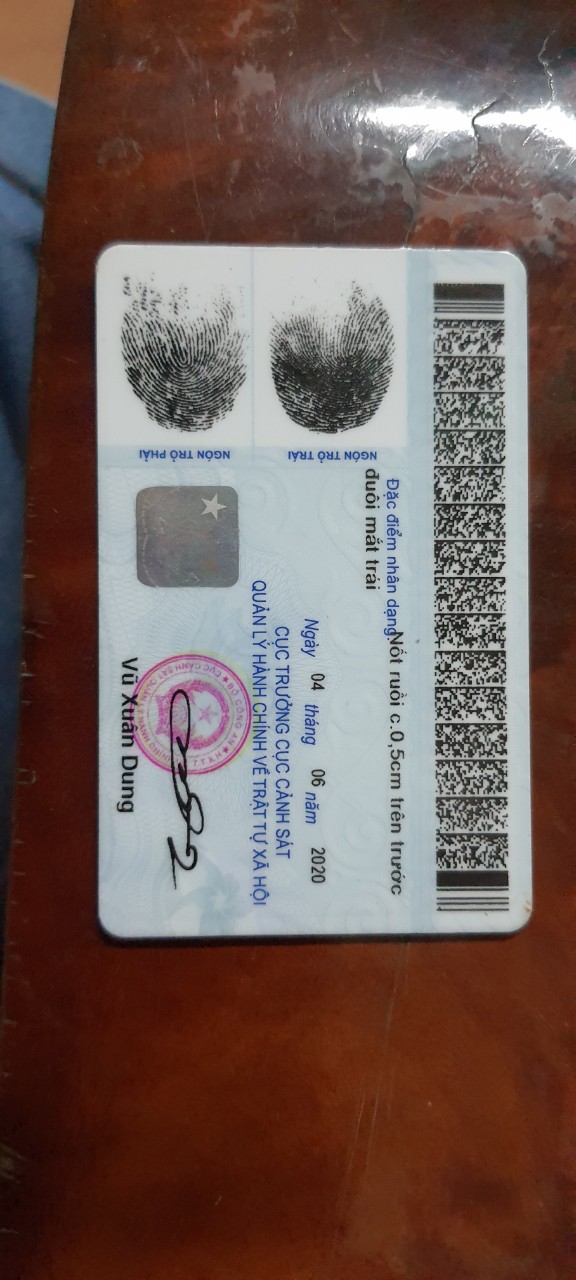 Đặc điểm nhân dạng Nốt ruồi c.0,5cm trên trước
đuôi mắt trái
Ngày 04 tháng 06 năm 2020
CỤC TRƯỞNG CỤC CẢNH SÁT
QUẢN LÝ HÀNH CHÍNH VỀ TRẬT TỰ XÃ HỘI
Vũ Xuân Dung
NGÓN TRỎ TRÁI
NGÓN TRỎ PHẢI